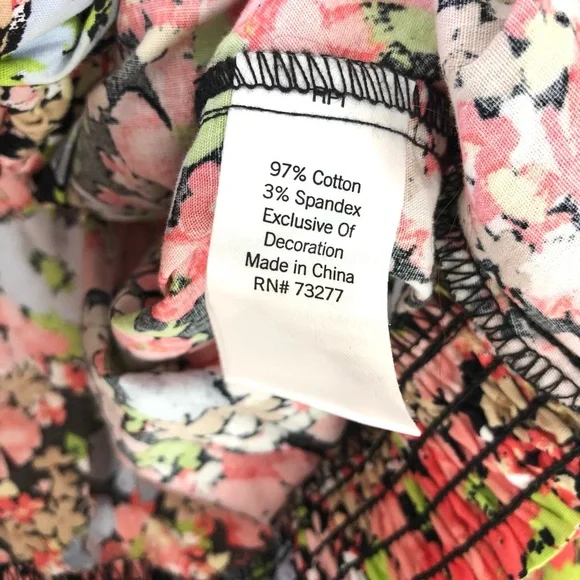 97% Cotton
3% Spandex
Exclusive Of
Decoration
Made in China
RN# 73277